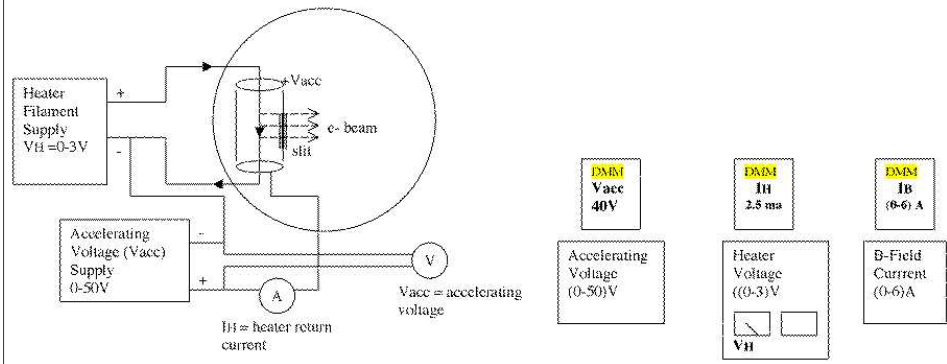 Heater
Filament
Supply
VH =0-3V
+
-
+Vacc
e- beam
slit
Accelerating
Voltage (Vacc)
Supply
0-50V
-
+
A
V
IH = heater return
current
Vacc = accelerating
voltage
DMM
Vacc
40V
DMM
IH
2.5 ma
DMM
IB
(0-6) A
Accelerating
Voltage
(0-50)V
Heater
Voltage
((0-3)V
VH
B-Field
Current
(0-6)A